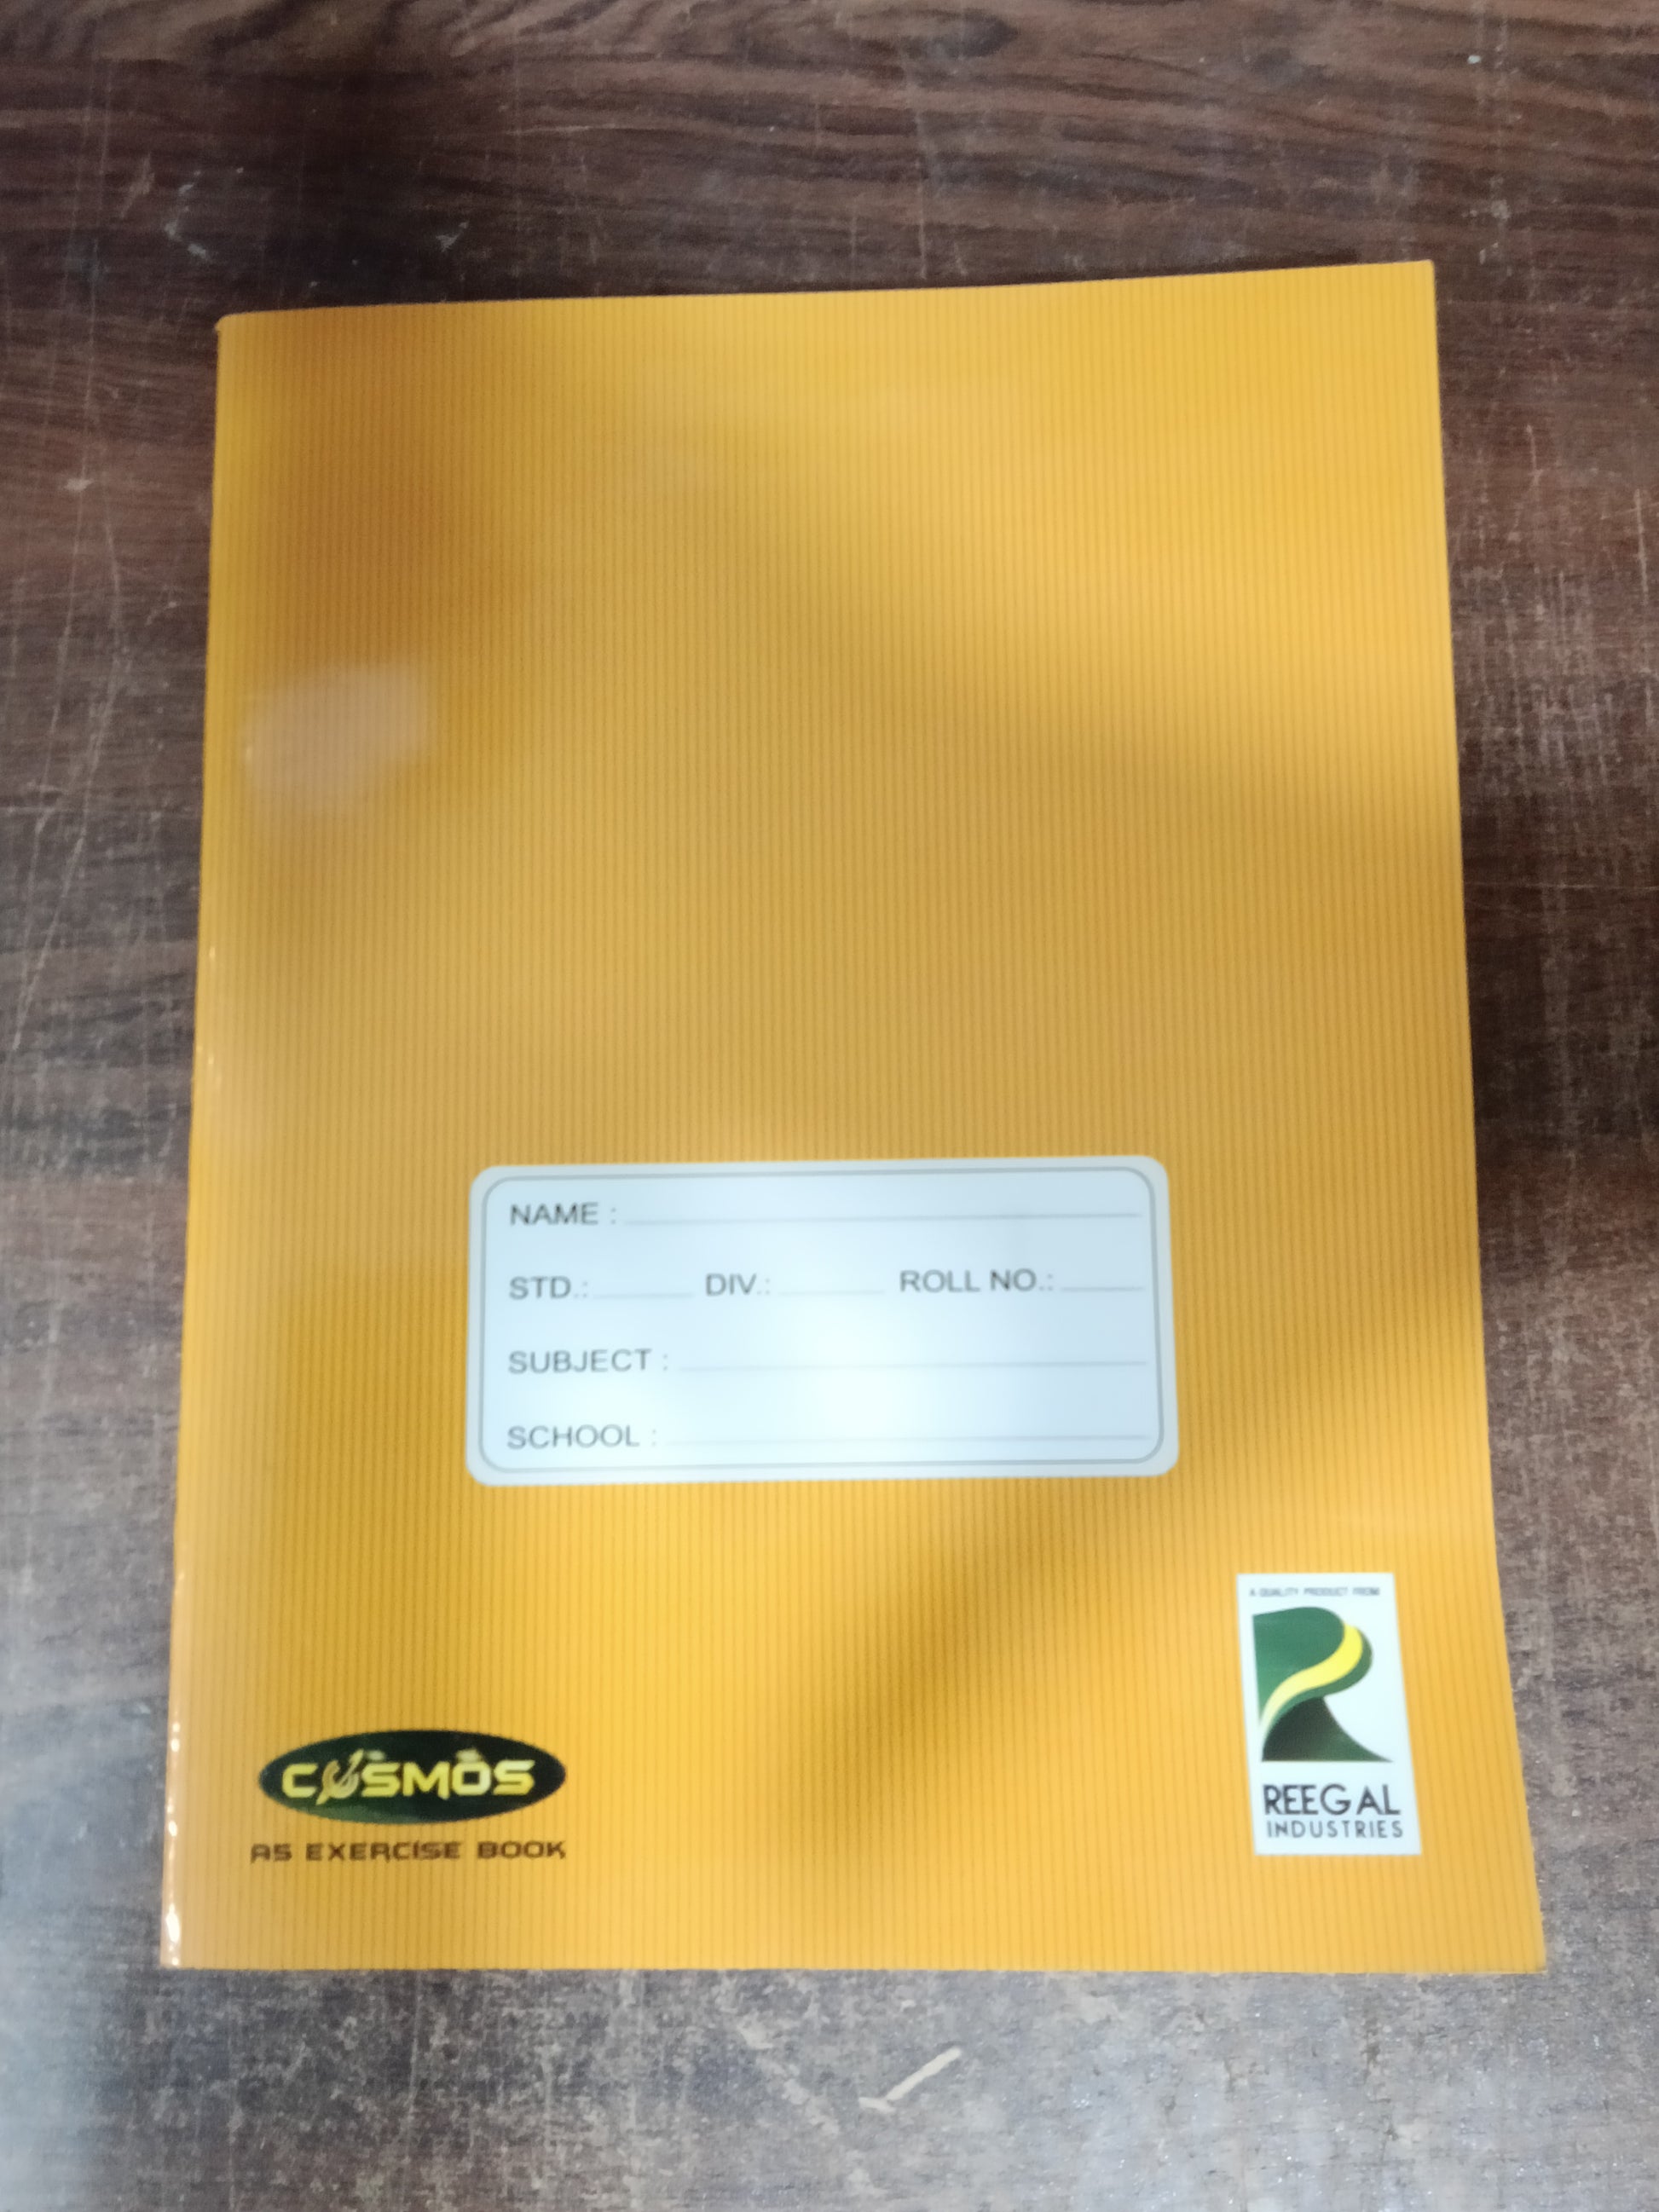 NAME :
STD.: DIV.: ROLL NO.:
SUBJECT :
SCHOOL :
A QUALITY PRODUCT FROM
REEGAL
INDUSTRIES
COSMOS
A5 EXERCISE BOOK